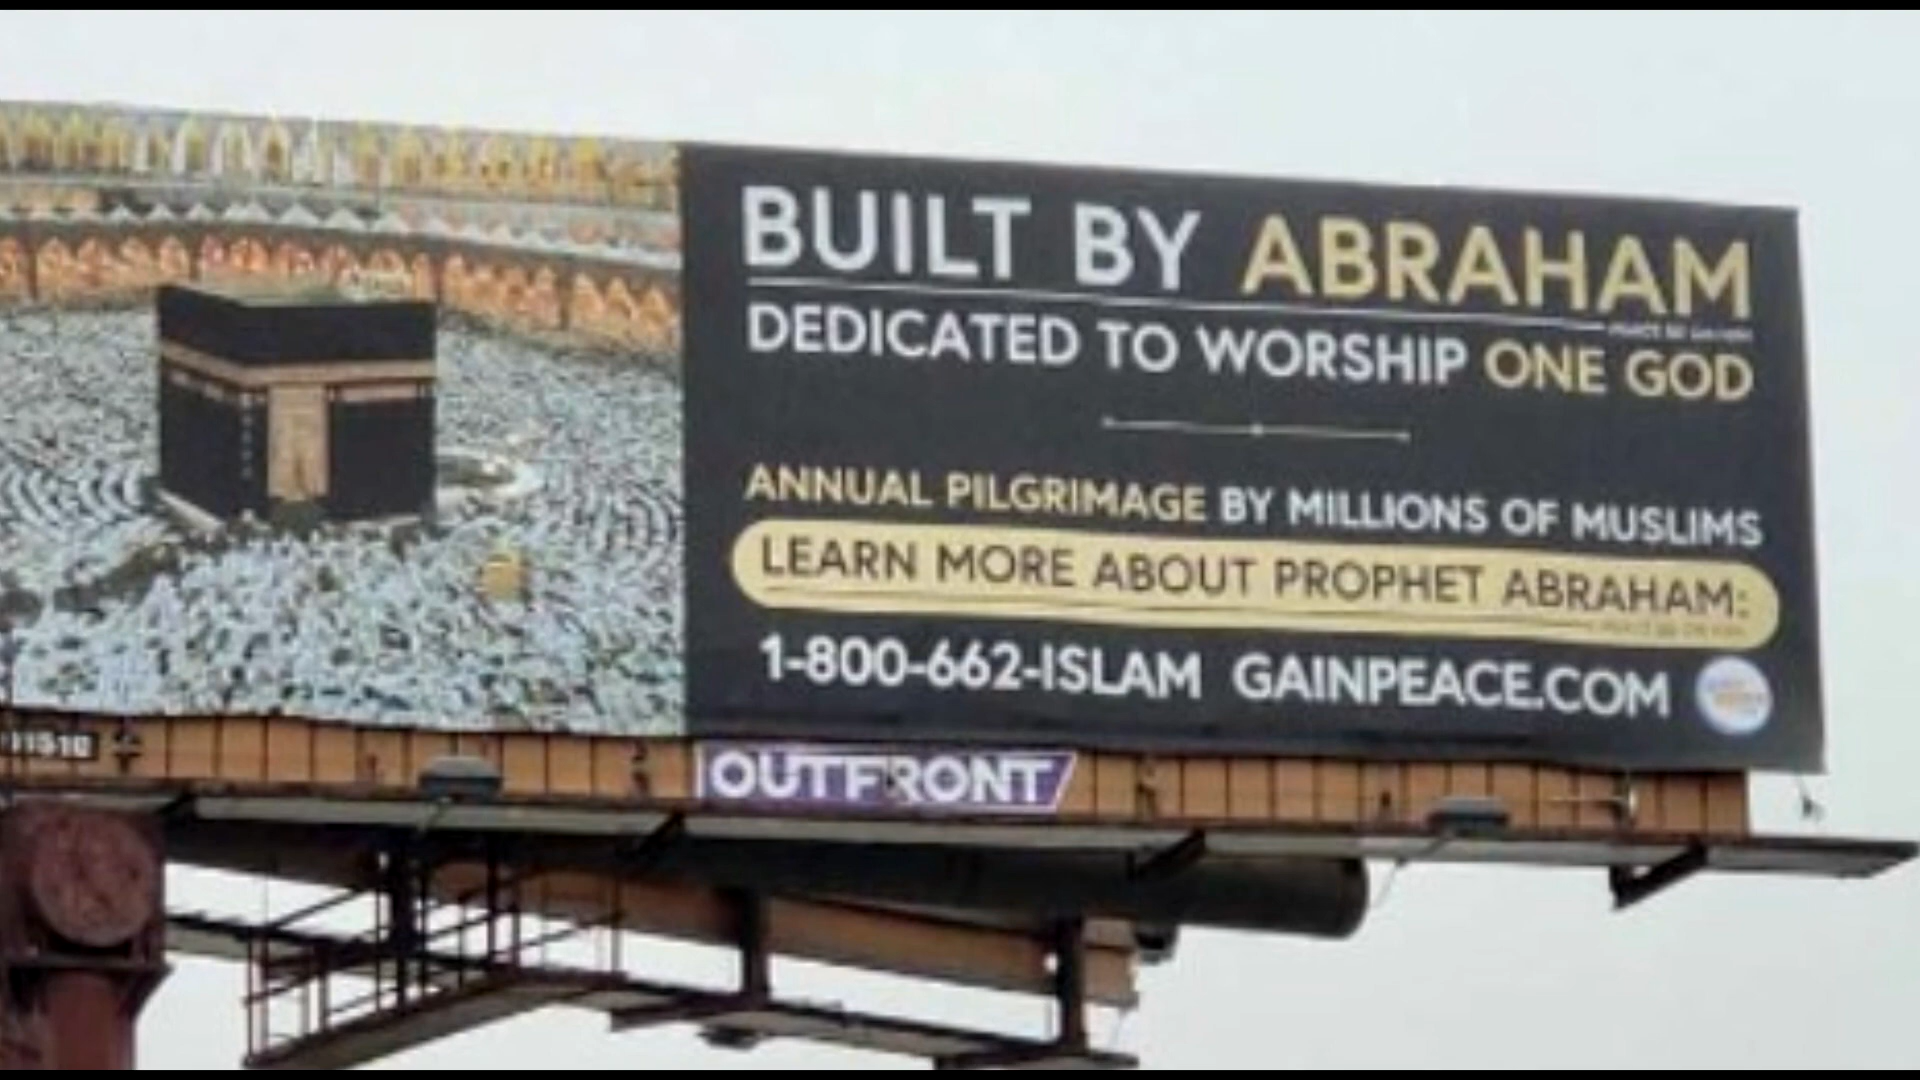 BUILT BY ABRAHAM
DEDICATED TO WORSHIP ONE GOD
ANNUAL PILGRIMAGE BY MILLIONS OF MUSLIMS
LEARN MORE ABOUT PROPHET ABRAHAM:
1-800-662-ISLAM GAINPEACE.COM
OUTFRONT